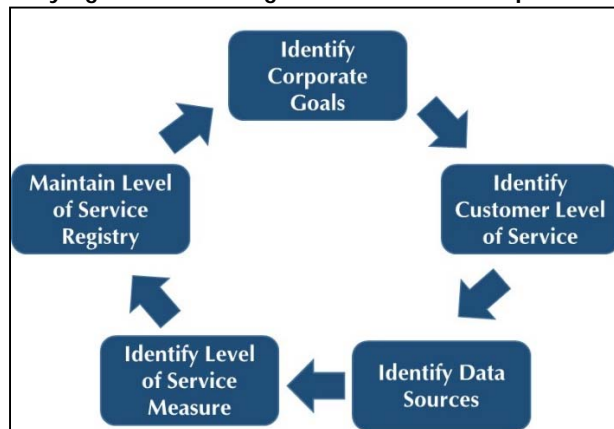 Identify
Corporate
Goals
Identify
Customer Level
of Service
Identify Data
Sources
Identify Level
of Service
Measure
Maintain Level
of Service
Registry